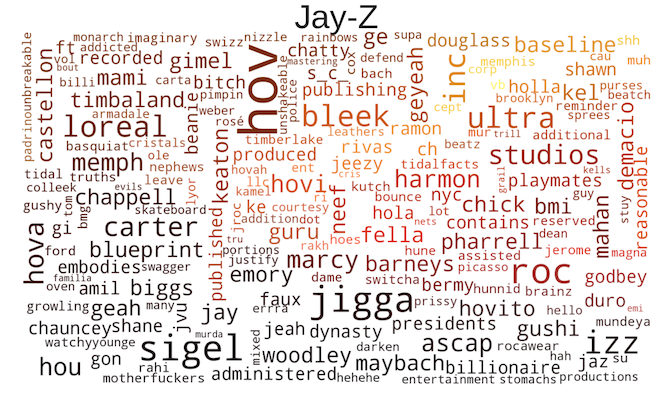 Jay-Z
monarch imaginary nizzle rainbows ge supa douglass baseline shh
padrinounbreakable ft addicted swizz hov chatty cox defend inc corp memphis cau muh
castellon vol recorded gimel mastering s_c_ bach geyeah shawn
bout billi mami carta bitch unshakeable police publishing vb holla kel purses
timbaland pimpin cept brooklyn reminder beatch
armadale beanie weber bleek ultra sprees demacio
loreal rosé leathers ramon mur trill additional reasonable
basquiat cristals timberlake rivas ch beatz studios
memph ole keaton produced jeezy tidalfacts
tidal truths nephews hovah ent cris harmon grail playmates kells
colleek evils leave lyor llc hovi kutch guy
gushy tom chappell kamel ri neef bounce nyc chick bmi stuy
bmg skateboard jroc ke courtesy hola lot contains reserved mahan
gi carter addition dot guru fella nets pharrell dean
hova ford blueprint published tru rakh hoes hune assisted jerome magna
embodies swagger portions justify marcy barneys picasso roc
familia emory dame switcha godbey
oven amil biggs bermy hunnid brainz
growling geah many jvu jay faux errra jigga prissy hovito hello duro emi
chauncey shane jeah dynasty presidents gushi mundeya
watchyyounge murda sigel mixed woodley darken ascap rocawear izz
hou gon rahi maybach billionaire hah jaz su
motherfuckers administered hehehe entertainment stomachs productions